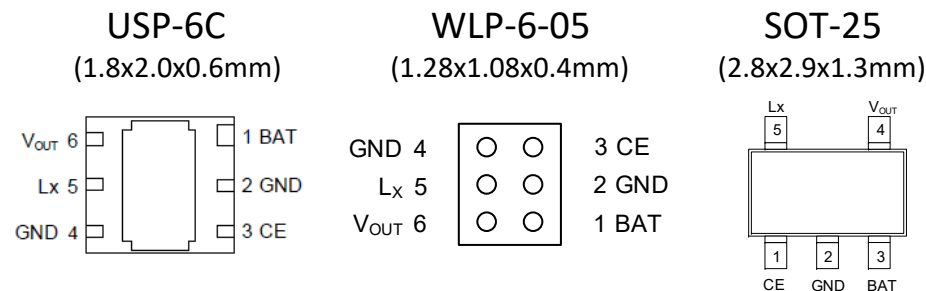 USP-6C
(1.8x2.0x0.6mm)
VOUT 6
1 BAT
Lx 5
2 GND
GND 4
3 CE
WLP-6-05
(1.28x1.08x0.4mm)
GND 4
3 CE
LX 5
2 GND
VOUT 6
1 BAT
SOT-25
(2.8x2.9x1.3mm)
Lx
VOUT
5
4
1
2
3
CE
GND
BAT